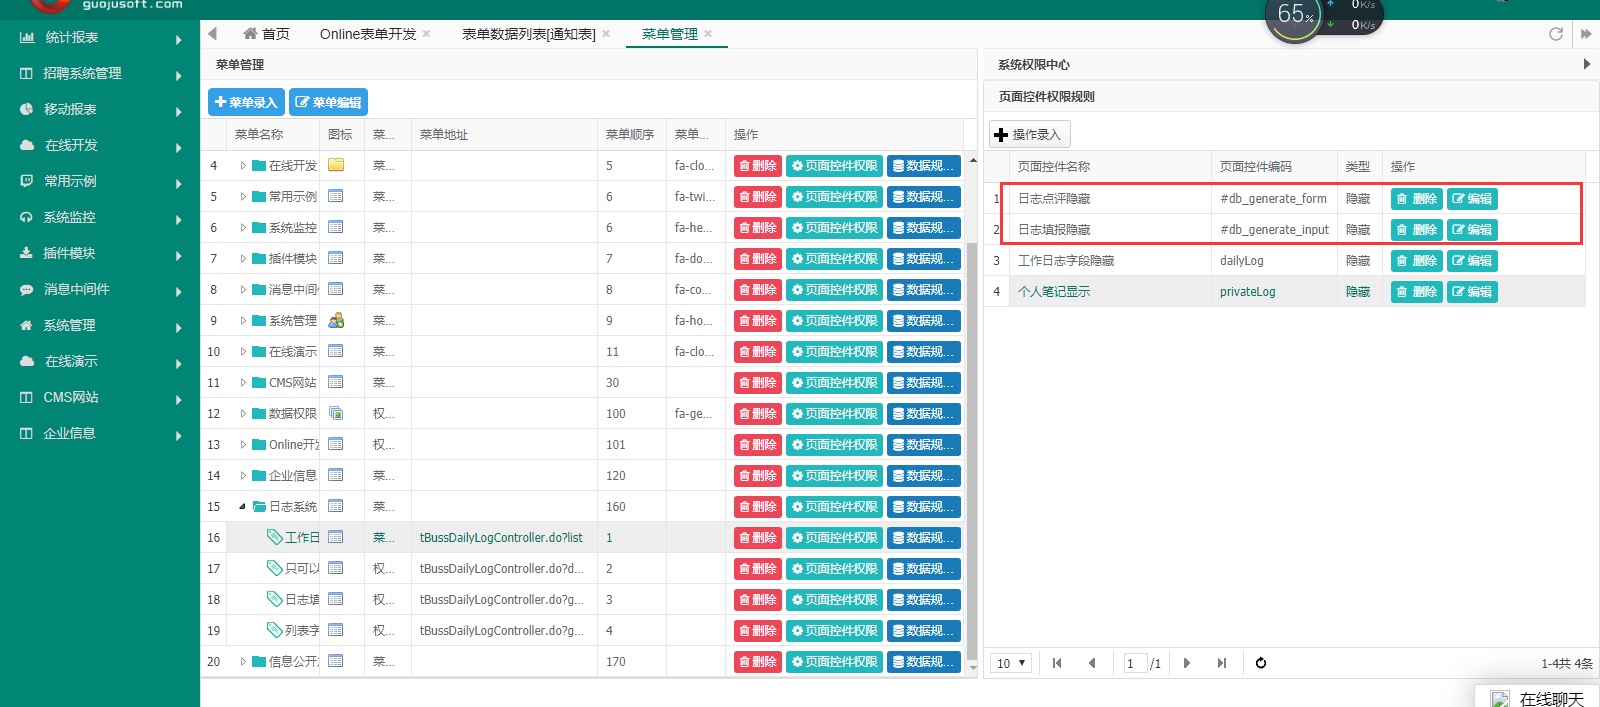 guojusoft.com
65%
0K/s
0K/s
统计报表
招聘系统管理
移动报表
在线开发
常用示例
系统监控
插件模块
消息中间件
系统管理
在线演示
CMS网站
企业信息
首页 Online表单开发 表单数据列表[通知表] 菜单管理
菜单管理
菜单录入 菜单编辑
菜单名称 图标 菜... 菜单地址 菜单顺序 菜单... 操作
4 在线开发 菜... 5 fa-clo... 删除 页面控件权限 数据规...
5 常用示例 菜... 6 fa-twi... 删除 页面控件权限 数据规...
6 系统监控 菜... 6 fa-he... 删除 页面控件权限 数据规...
7 插件模块 菜... 7 fa-do... 删除 页面控件权限 数据规...
8 消息中间件 菜... 8 fa-co... 删除 页面控件权限 数据规...
9 系统管理 菜... 9 fa-ho... 删除 页面控件权限 数据规...
10 在线演示 菜... 11 fa-clo... 删除 页面控件权限 数据规...
11 CMS网站 菜... 30 删除 页面控件权限 数据规...
12 数据权限 权... 100 fa-ge... 删除 页面控件权限 数据规...
13 Online开发 权... 101 删除 页面控件权限 数据规...
14 企业信息 菜... 120 删除 页面控件权限 数据规...
15 日志系统 菜... 160 删除 页面控件权限 数据规...
16 工作日 菜... tBussDailyLogController.do?list 1 删除 页面控件权限 数据规...
17 只可以 权... tBussDailyLogController.do?d... 2 删除 页面控件权限 数据规...
18 日志填 权... tBussDailyLogController.do?g... 3 删除 页面控件权限 数据规...
19 列表字 权... tBussDailyLogController.do?g... 4 删除 页面控件权限 数据规...
20 信息公开 菜... 170 删除 页面控件权限 数据规...
系统权限中心
页面控件权限规则
操作录入
页面控件名称 页面控件编码 类型 操作
1 日志点评隐藏 #db_generate_form 隐藏 删除 编辑
2 日志填报隐藏 #db_generate_input 隐藏 删除 编辑
3 工作日志字段隐藏 dailyLog 隐藏 删除 编辑
4 个人笔记显示 privateLog 隐藏 删除 编辑
10 1 /1 1-4共 4条
在线聊天